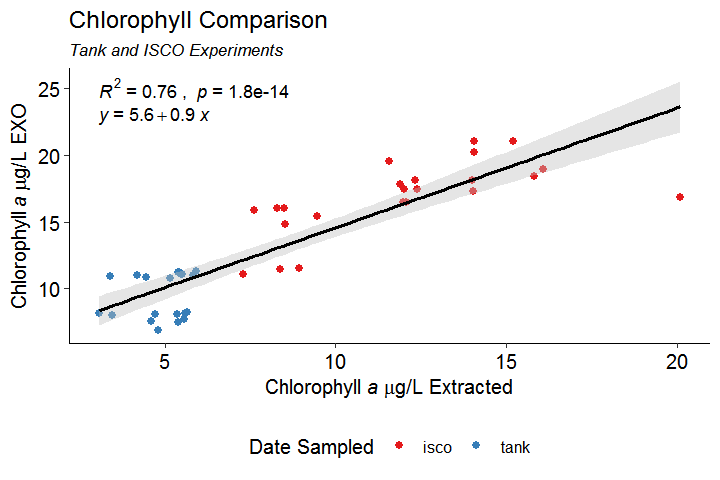 Chlorophyll Comparison
Tank and ISCO Experiments
R² = 0.76 , p = 1.8e-14
y = 5.6 + 0.9 x
25
20
15
10
Chlorophyll a µg/L EXO
5 10 15 20
Chlorophyll a µg/L Extracted
Date Sampled isco tank